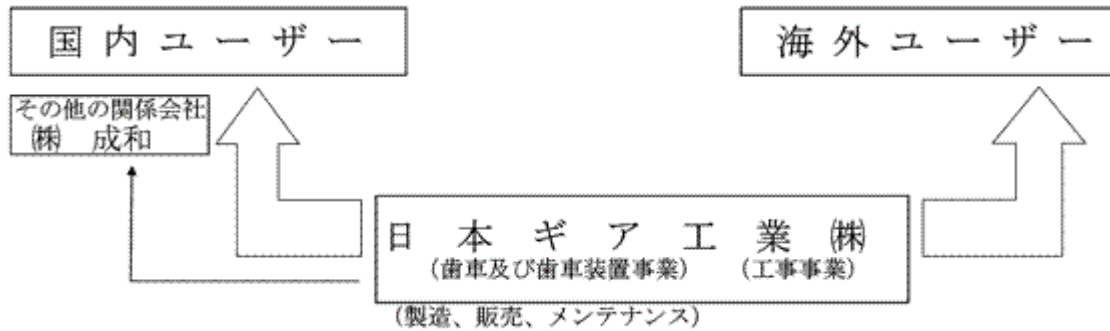 国内ユーザー
海外ユーザー
その他の関係会社
㈱ 成和
日本ギア工業㈱
(歯車及び歯車装置事業) (工事事業)
(製造、販売、メンテナンス)